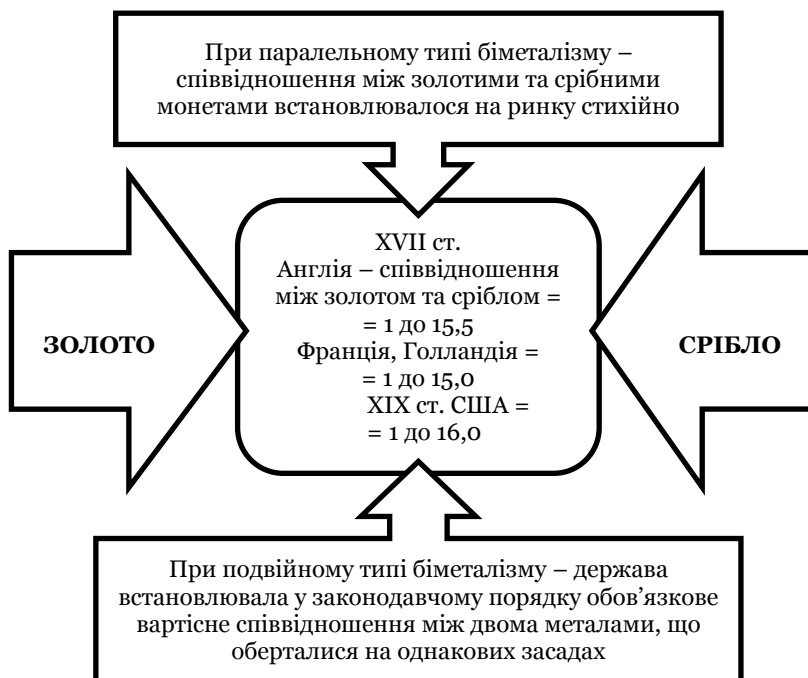 При паралельному типі біметалізму –
співвідношення між золотими та срібними
монетами встановлювалося на ринку стихійно
ЗОЛОТО
XVII ст.
Англія – співвідношення
між золотом та сріблом =
= 1 до 15,5
Франція, Голландія =
= 1 до 15,0
XIX ст. США =
= 1 до 16,0
СРІБЛО
При подвійному типі біметалізму – держава
встановлювала у законодавчому порядку обов’язкове
вартісне співвідношення між двома металами, що
оберталися на однакових засадах